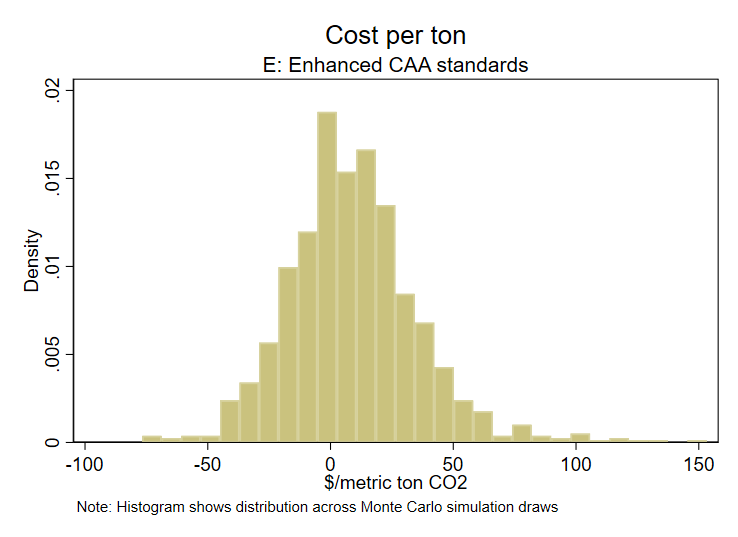 Cost per ton
E: Enhanced CAA standards
.02
.015
.01
.005
0
Density
-100 -50 0 50 100 150
$/metric ton CO2
Note: Histogram shows distribution across Monte Carlo simulation draws